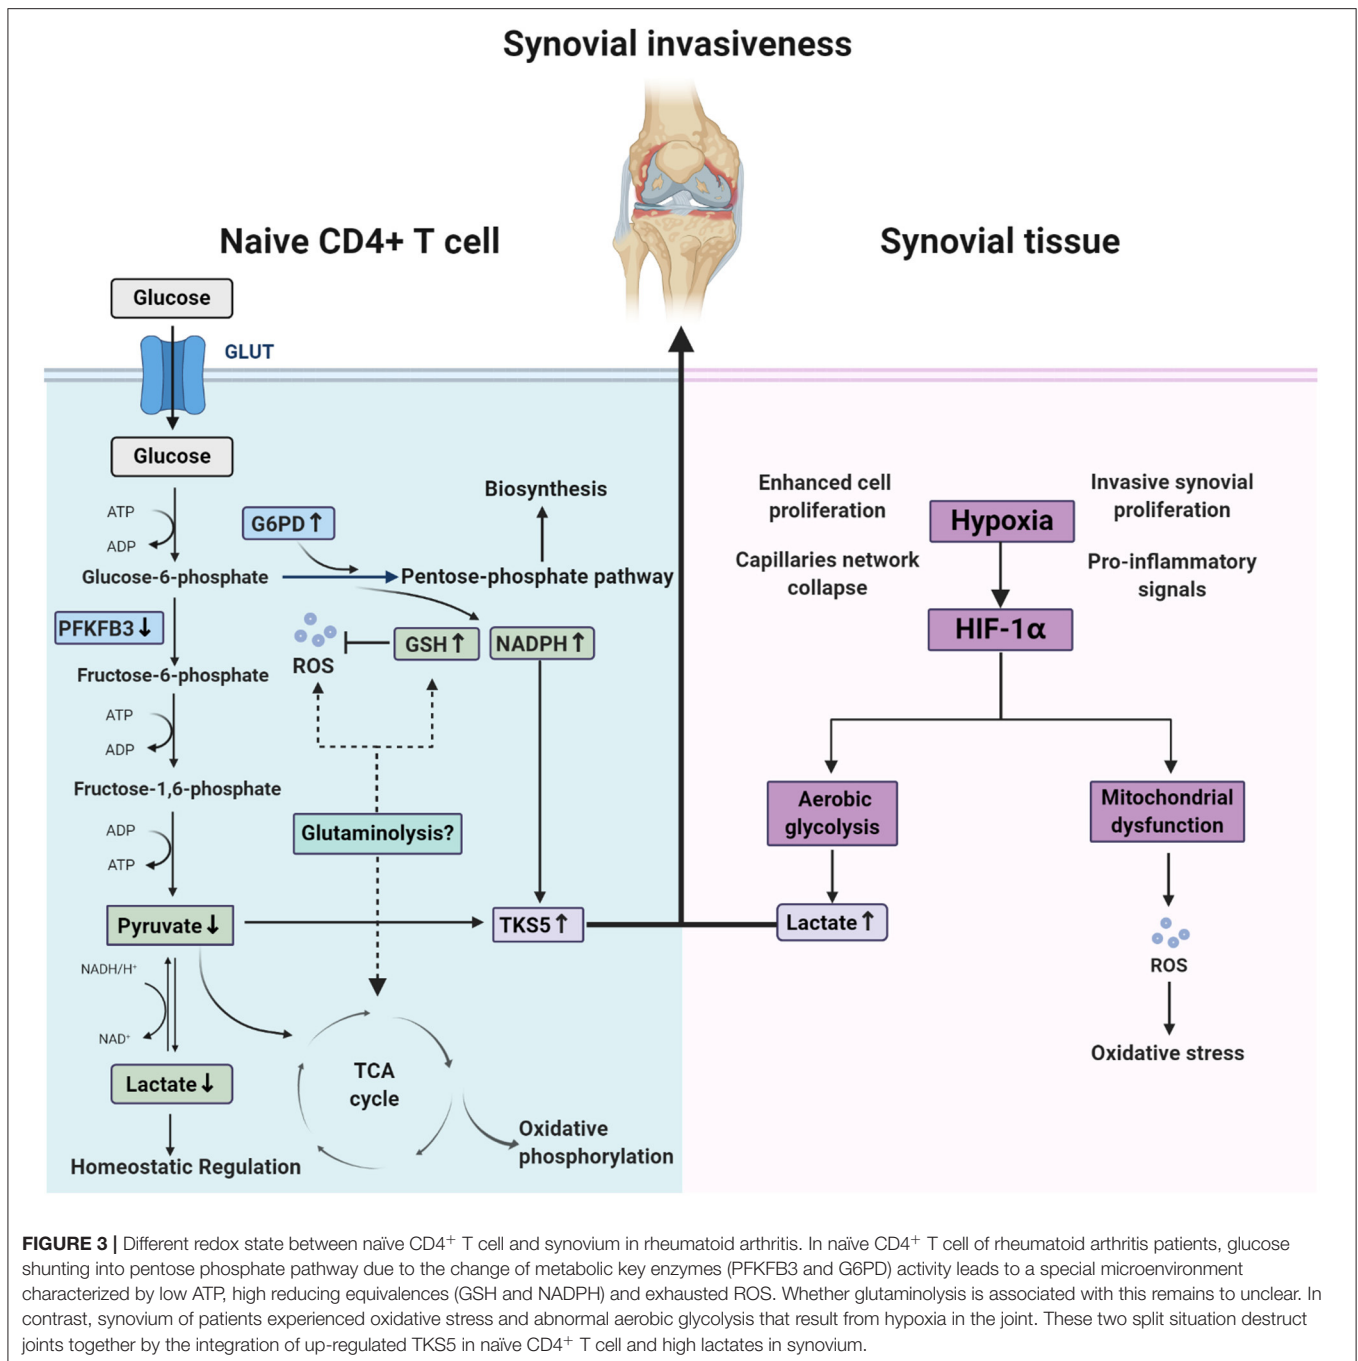 Synovial invasiveness
Naive CD4+ T cell
Synovial tissue
Glucose
GLUT
Glucose
ATP
ADP
G6PD↑
Biosynthesis
Glucose-6-phosphate
Pentose-phosphate pathway
PFKFB3↓
ROS
GSH↑
NADPH↑
Fructose-6-phosphate
ATP
ADP
Fructose-1,6-phosphate
ADP
ATP
Glutaminolysis?
Pyruvate↓
TKS5↑
NADH/H⁺
NAD⁺
Lactate↓
Homeostatic Regulation
TCA
cycle
Oxidative
phosphorylation
Enhanced cell
proliferation
Capillaries network
collapse
Hypoxia
Invasive synovial
proliferation
Pro-inflammatory
signals
HIF-1α
Aerobic
glycolysis
Mitochondrial
dysfunction
Lactate↑
ROS
Oxidative stress
FIGURE 3 | Different redox state between naïve CD4⁺ T cell and synovium in rheumatoid arthritis. In naïve CD4⁺ T cell of rheumatoid arthritis patients, glucose
shunting into pentose phosphate pathway due to the change of metabolic key enzymes (PFKFB3 and G6PD) activity leads to a special microenvironment
characterized by low ATP, high reducing equivalences (GSH and NADPH) and exhausted ROS. Whether glutaminolysis is associated with this remains to unclear. In
contrast, synovium of patients experienced oxidative stress and abnormal aerobic glycolysis that result from hypoxia in the joint. These two split situation destruct
joints together by the integration of up-regulated TKS5 in naïve CD4⁺ T cell and high lactates in synovium.